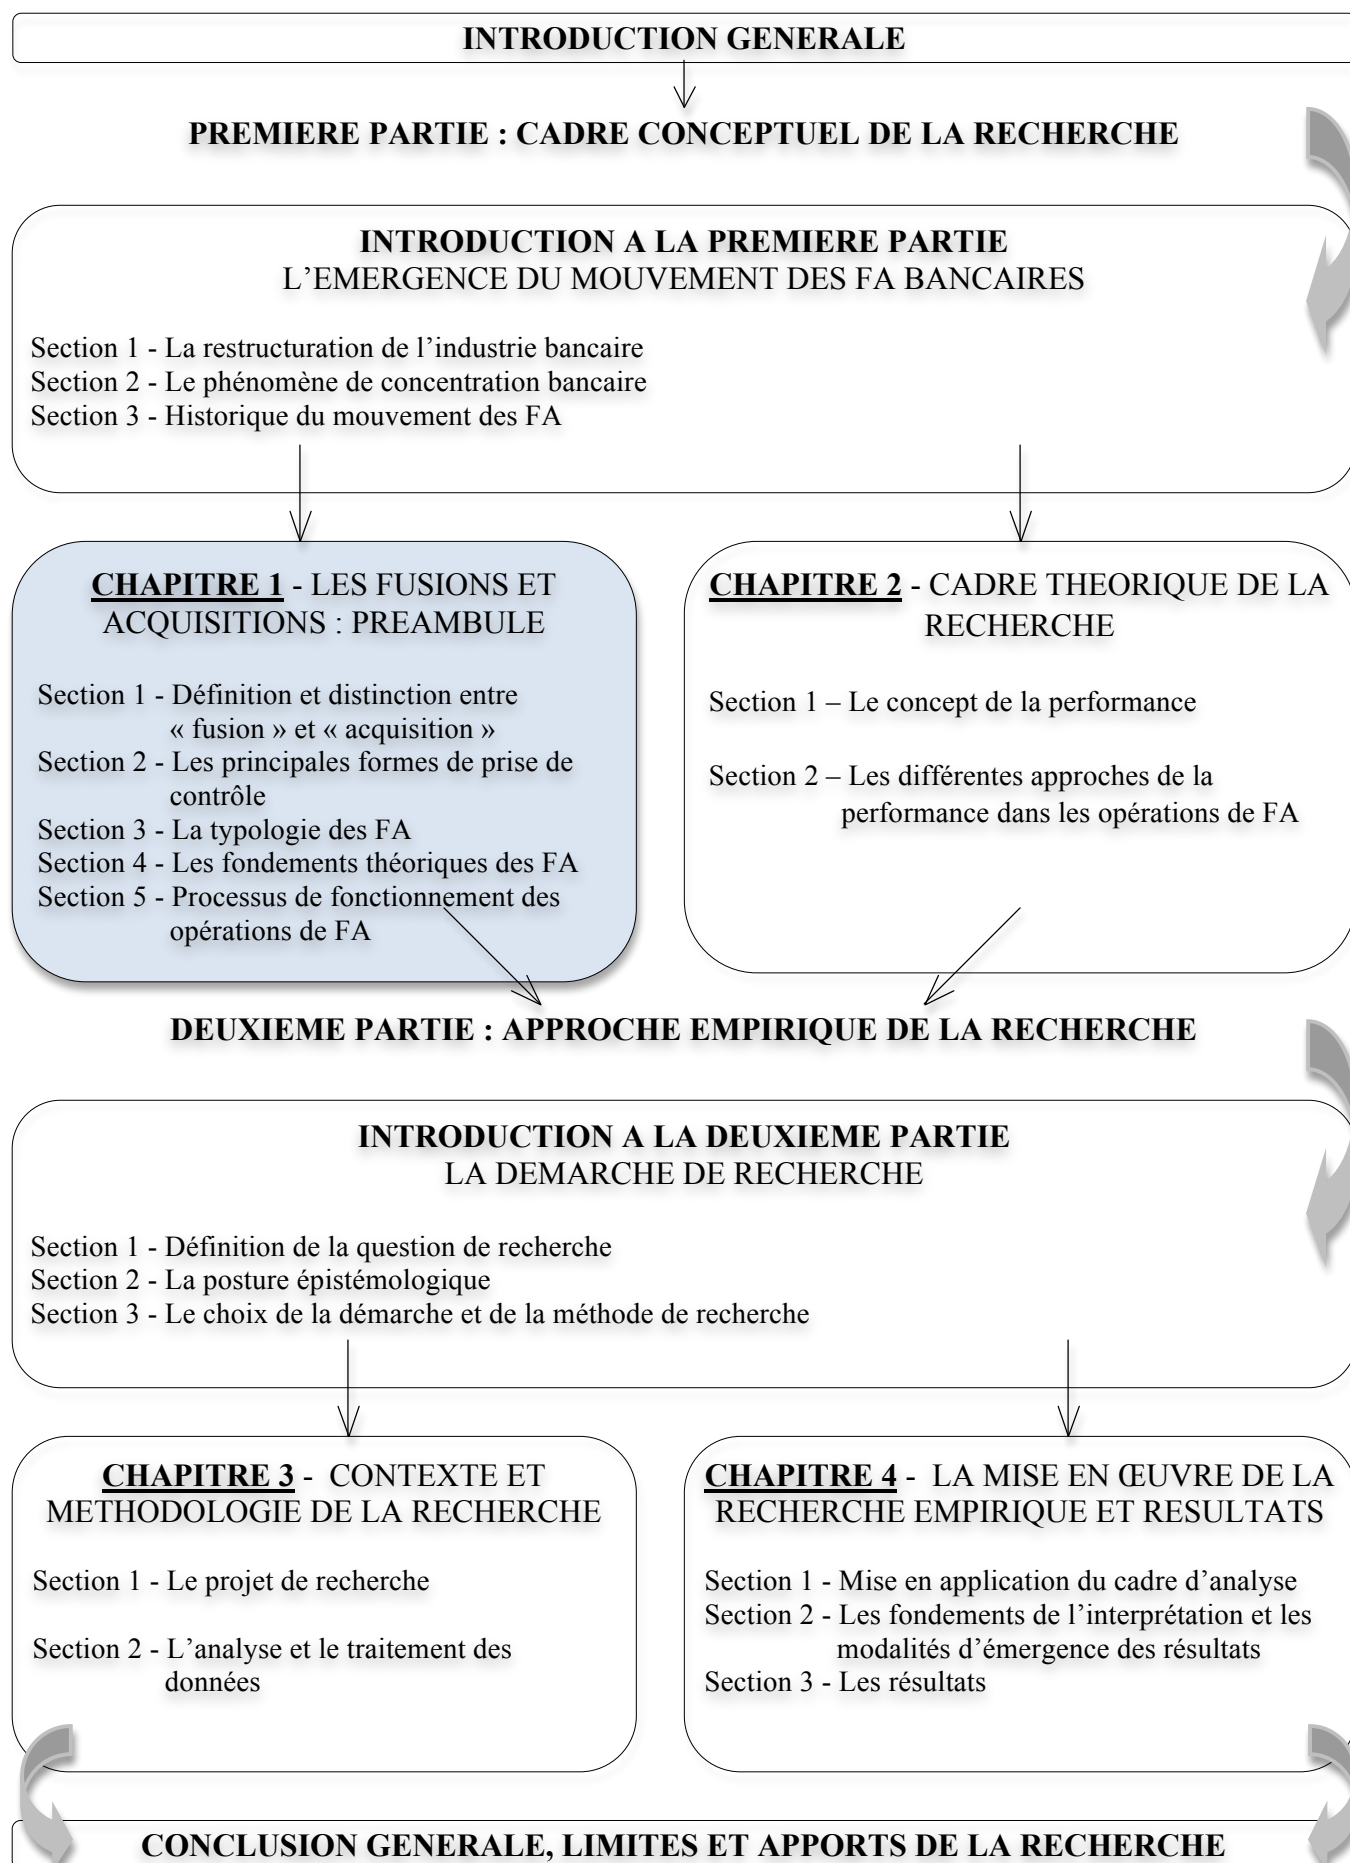 INTRODUCTION GENERALE
PREMIERE PARTIE : CADRE CONCEPTUEL DE LA RECHERCHE
INTRODUCTION A LA PREMIERE PARTIE
L’EMERGENCE DU MOUVEMENT DES FA BANCAIRES
Section 1 - La restructuration de l’industrie bancaire
Section 2 - Le phénomène de concentration bancaire
Section 3 - Historique du mouvement des FA
CHAPITRE 1 - LES FUSIONS ET
ACQUISITIONS : PREAMBULE
Section 1 - Définition et distinction entre
« fusion » et « acquisition »
Section 2 - Les principales formes de prise de
contrôle
Section 3 - La typologie des FA
Section 4 - Les fondements théoriques des FA
Section 5 - Processus de fonctionnement des
opérations de FA
CHAPITRE 2 - CADRE THEORIQUE DE LA
RECHERCHE
Section 1 – Le concept de la performance
Section 2 – Les différentes approches de la
performance dans les opérations de FA
DEUXIEME PARTIE : APPROCHE EMPIRIQUE DE LA RECHERCHE
INTRODUCTION A LA DEUXIEME PARTIE
LA DEMARCHE DE RECHERCHE
Section 1 - Définition de la question de recherche
Section 2 - La posture épistémologique
Section 3 - Le choix de la démarche et de la méthode de recherche
CHAPITRE 3 - CONTEXTE ET
METHODOLOGIE DE LA RECHERCHE
Section 1 - Le projet de recherche
Section 2 - L’analyse et le traitement des
données
CHAPITRE 4 - LA MISE EN ŒUVRE DE LA
RECHERCHE EMPIRIQUE ET RESULTATS
Section 1 - Mise en application du cadre d’analyse
Section 2 - Les fondements de l’interprétation et les
modalités d’émergence des résultats
Section 3 - Les résultats
CONCLUSION GENERALE, LIMITES ET APPORTS DE LA RECHERCHE